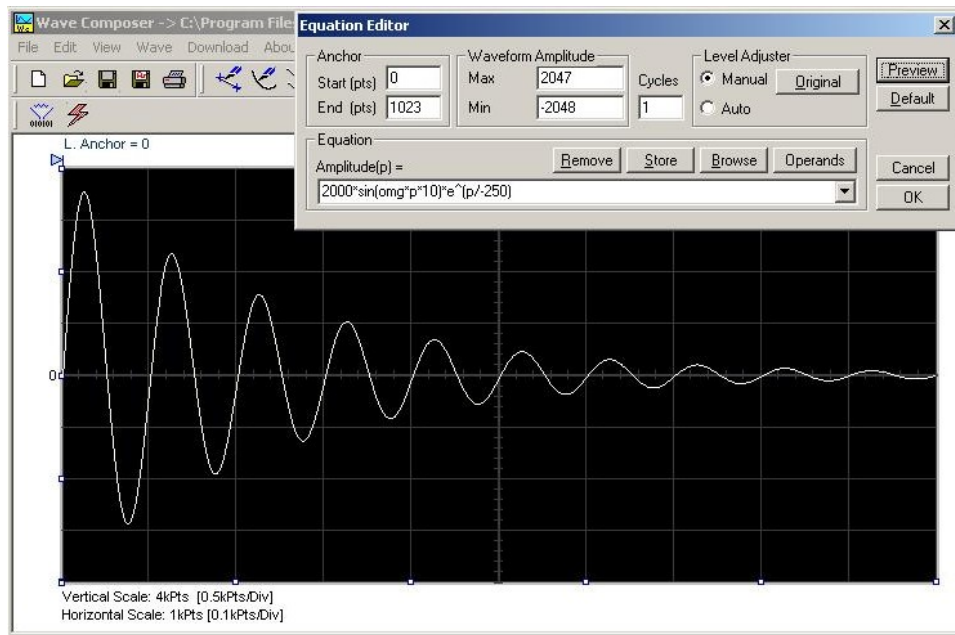 Wave Composer -> C:\Program File
File Edit View Wave Download Abou
010101
L. Anchor = 0
0
Vertical Scale: 4kPts [0.5kPts/Div]
Horizontal Scale: 1kPts [0.1kPts/Div]
Equation Editor
Anchor
Start (pts) 0
End (pts) 1023
Waveform Amplitude
Max 2047
Min -2048
Cycles
1
Level Adjuster
Manual Original
Auto
Preview
Default
Equation
Amplitude(p) =
Remove Store Browse Operands
2000*sin(omg*p*10)*e^(p/-250)
Cancel
OK